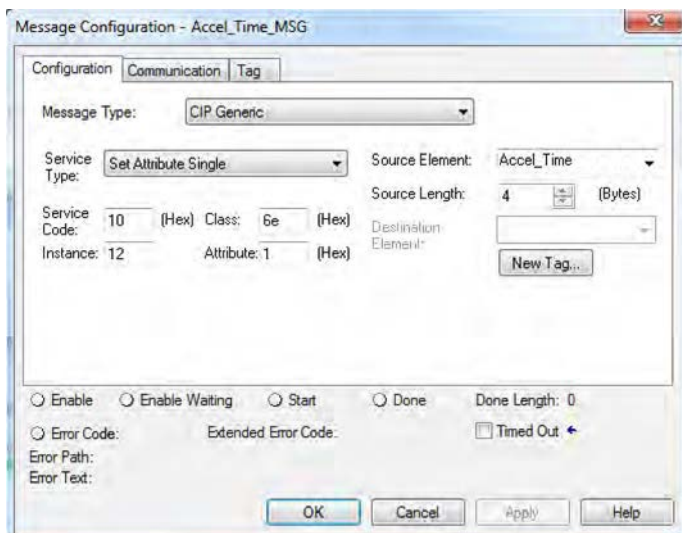 Message Configuration - Accel_Time_MSG
Configuration Communication Tag
Message Type: CIP Generic
Service Type: Set Attribute Single
Source Element: Accel_Time
Source Length: 4 (Bytes)
Service Code: 10 (Hex) Class: 6e (Hex)
Destination Element:
Instance: 12 Attribute: 1 (Hex)
New Tag...
Enable Enable Waiting Start Done Done Length: 0
Error Code: Extended Error Code: Timed Out
Error Path:
Error Text:
OK Cancel Apply Help